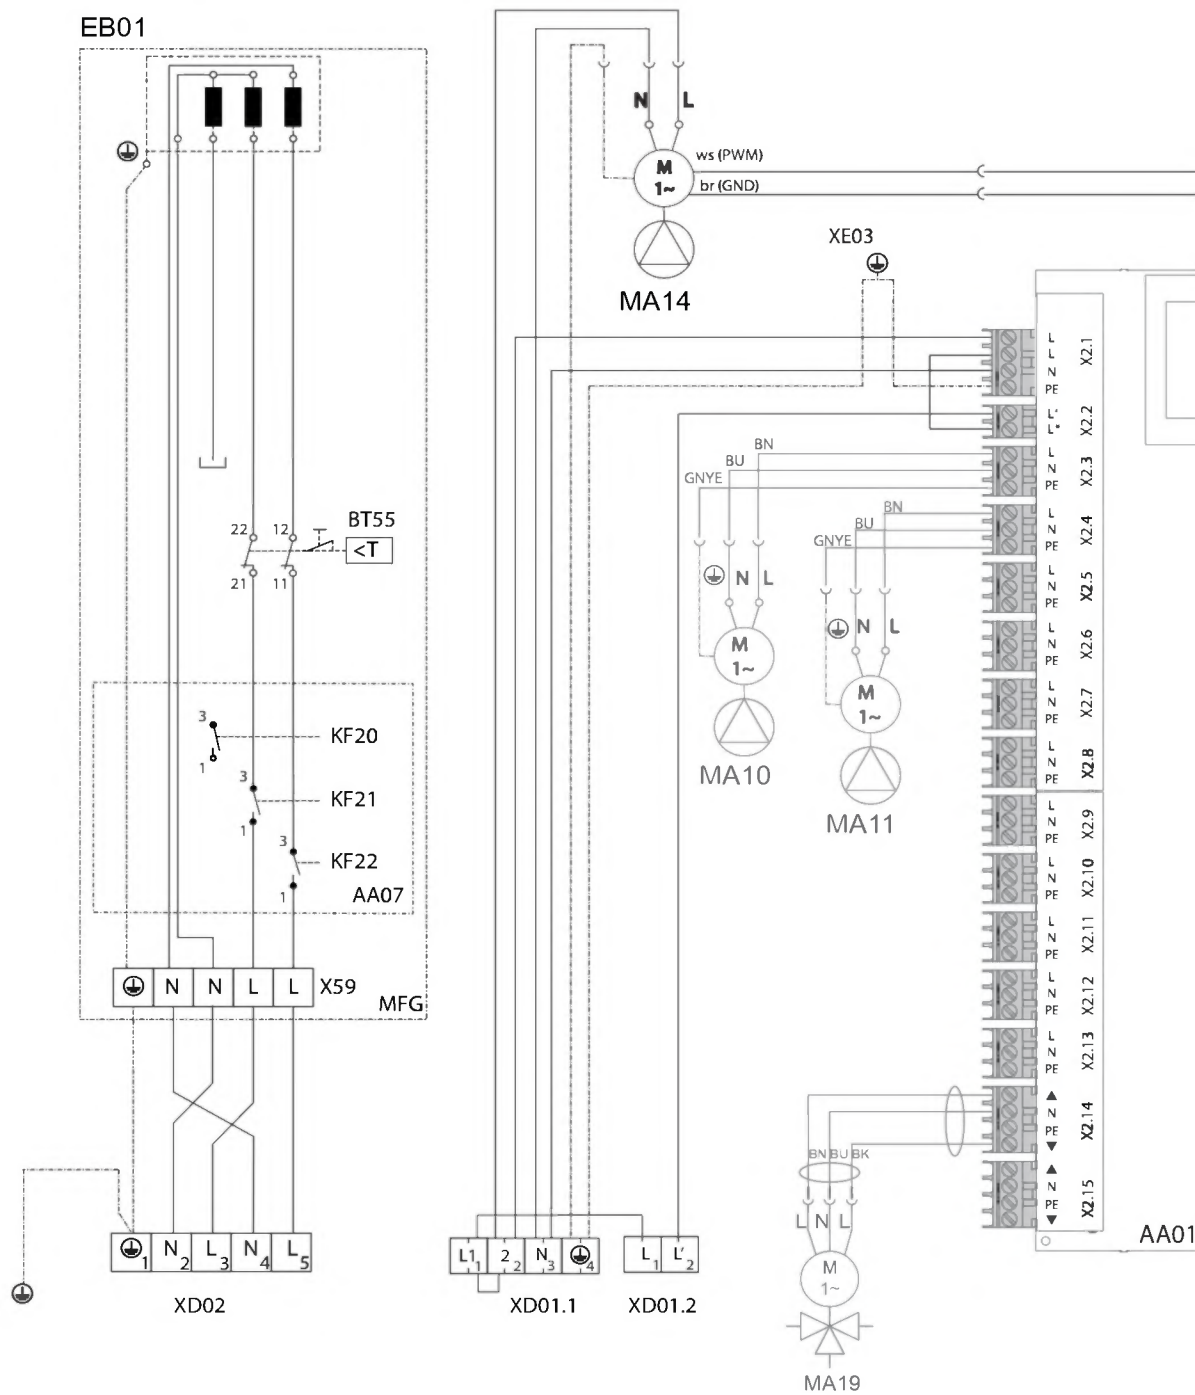 EB01
N L
M
1~
ws (PWM)
br (GND)
MA14
XE03
L
L
N
PE
X2.1
L'
L*
X2.2
L
N
PE
X2.3
L
N
PE
X2.4
L
N
PE
X2.5
L
N
PE
X2.6
L
N
PE
X2.7
L
N
PE
X2.8
L
N
PE
X2.9
L
N
PE
X2.10
L
N
PE
X2.11
L
N
PE
X2.12
L
N
PE
X2.13
▲
N
PE
▼
X2.14
▲
N
PE
▼
X2.15
AA01
BN
BU
GNYE
N L
M
1~
MA10
BN
BU
GNYE
N L
M
1~
MA11
22 12
BT55
<T
21 11
3
1
KF20
3
1
KF21
3
1
KF22
AA07
N N L L X59
MFG
1 N2 L3 N4 L5
XD02
L1 1 2 2 N 3 4
XD01.1
L 1 L' 2
XD01.2
BN BU BK
L N L
M
1~
MA19